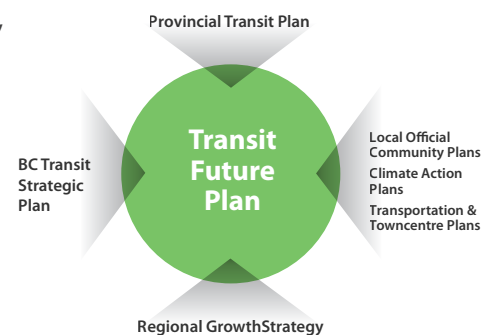 Provincial Transit Plan
Transit
Future
Plan
BC Transit
Strategic
Plan
Local Official
Community Plans
Climate Action
Plans
Transportation &
Towncentre Plans
Regional GrowthStrategy